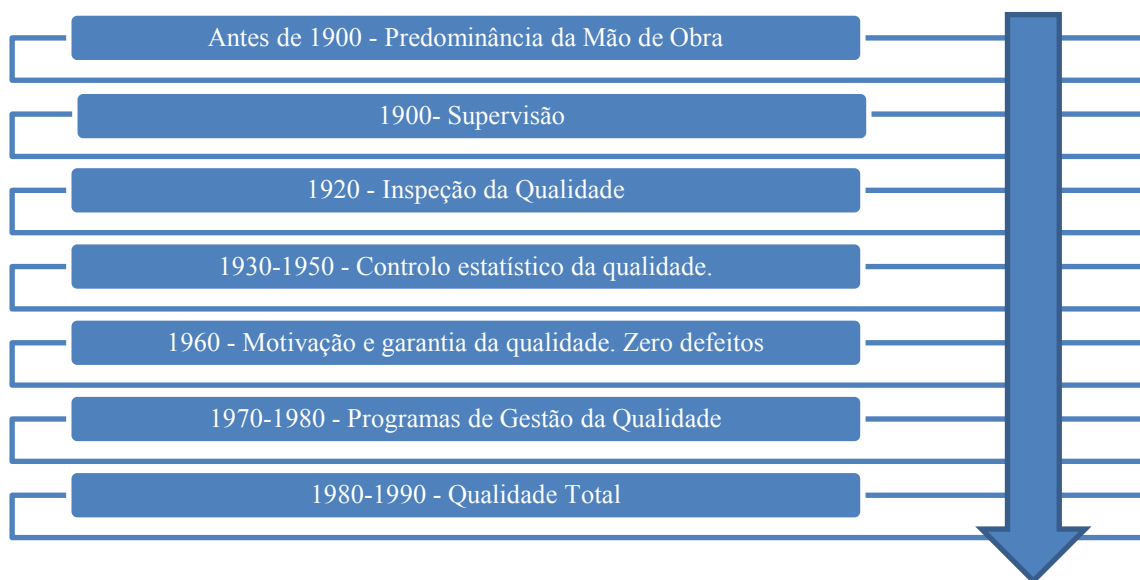 Antes de 1900 - Predominância da Mão de Obra
1900- Supervisão
1920 - Inspeção da Qualidade
1930-1950 - Controlo estatístico da qualidade.
1960 - Motivação e garantia da qualidade. Zero defeitos
1970-1980 - Programas de Gestão da Qualidade
1980-1990 - Qualidade Total